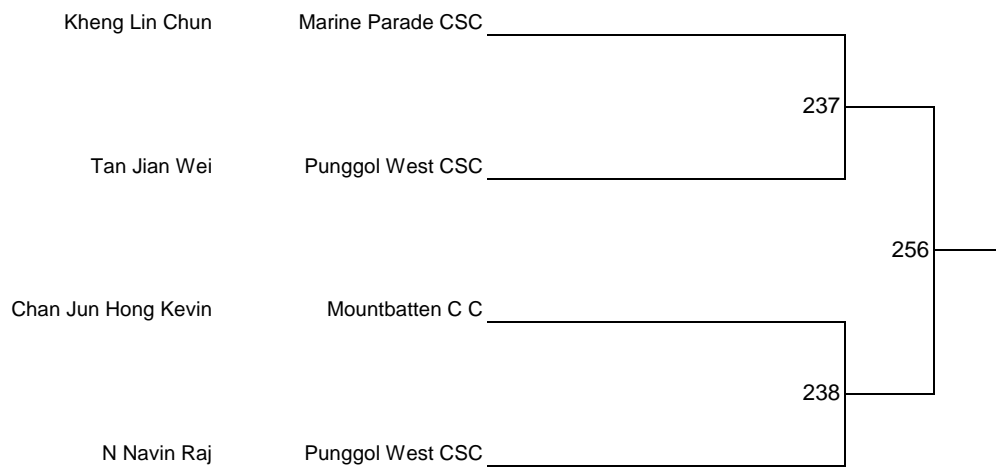 Kheng Lin Chun Marine Parade CSC
237
Tan Jian Wei Punggol West CSC
256
Chan Jun Hong Kevin Mountbatten C C
238
N Navin Raj Punggol West CSC